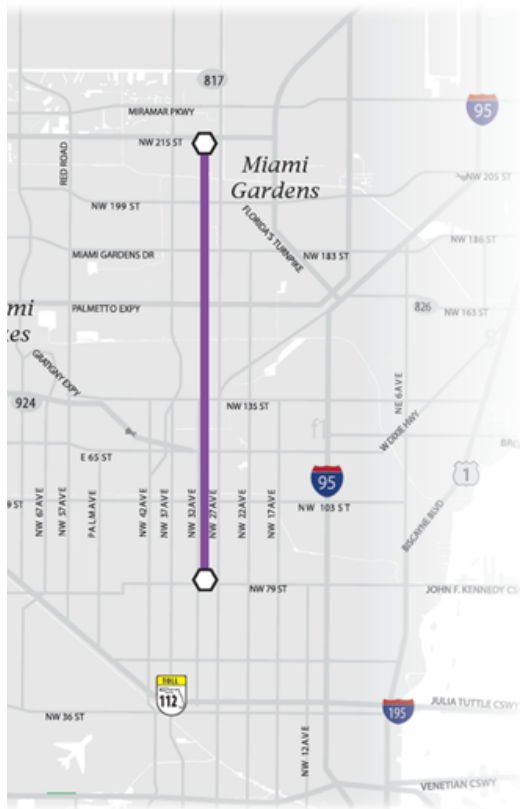 817
MIRAMAR PKWY
95
NW 215 ST
RED ROAD
Miami
Gardens
NW 205
NW 199 ST
FLORIDA'S TURNPIKE
NW 186 ST
MIAMI GARDENS DR
NW 183 ST
mi
kes
PALMETTO EXPY
826
NW 163 ST
GRATIGNY EXPY
924
NW 135 ST
NE 6 AVE
W DIXIE HWY
E 65 ST
95
1
NW 103 ST
NW 67 AVE
NW 57 AVE
PALM AVE
NW 42 AVE
NW 37 AVE
NW 32 AVE
NW 27 AVE
NW 22 AVE
NW 17 AVE
BISCAYNE BLVD
NW 79 ST
JOHN F. KENNEDY CS
TOLL
112
NW 36 ST
195
JULIA TUTTLE CSWY
NW 12 AVE
VENETIAN CSWY